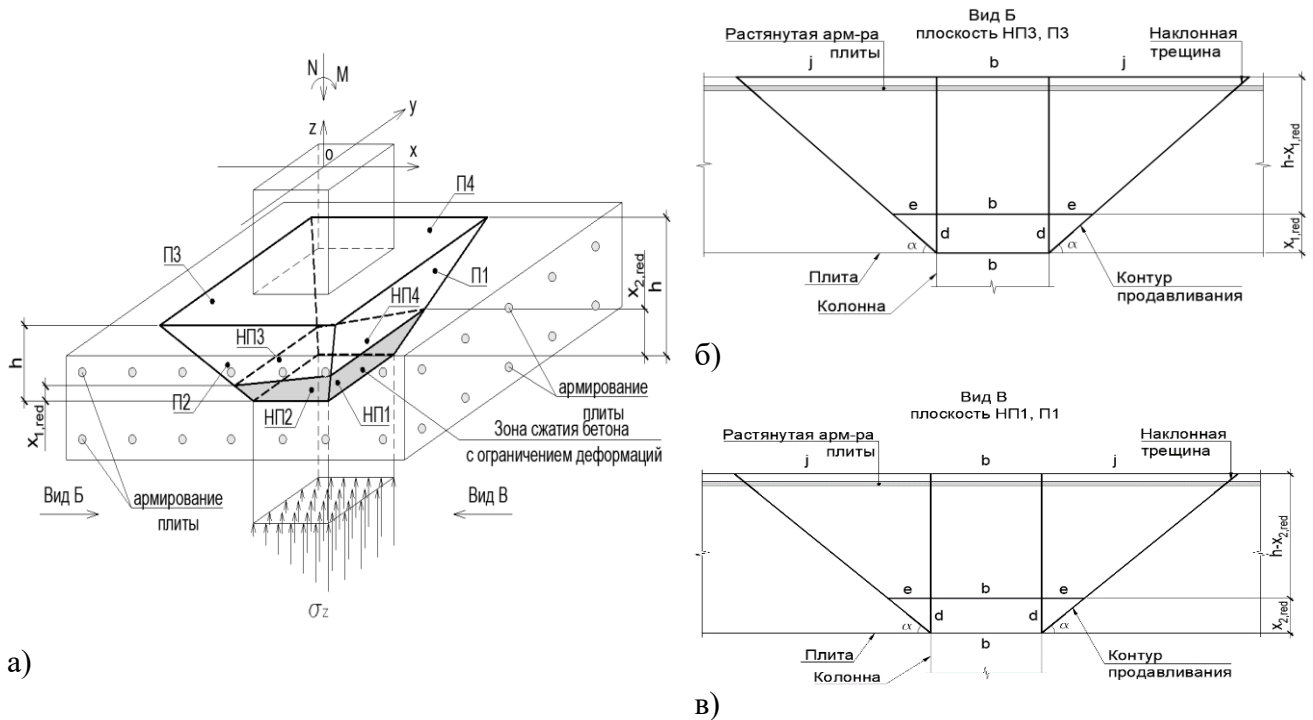 N
M
y
z
o
x
П4
П3
П1
x2,red
h
НП4
НП3
h
x1,red
П2
НП2
НП1
армирование
плиты
Зона сжатия бетона
с ограничением деформаций
Вид Б
армирование
плиты
Вид В
σz
а)
Вид Б
плоскость НП3, П3
Растянутая арм-ра
плиты
Наклонная
трещина
j
b
j
h-x1,red
e
b
e
d
d
x1,red
α
α
b
Плита
Колонна
Контур
продавливания
б)
Вид В
плоскость НП1, П1
Растянутая арм-ра
плиты
Наклонная
трещина
j
b
j
h-x2,red
e
b
e
d
d
x2,red
α
α
b
Плита
Колонна
Контур
продавливания
в)